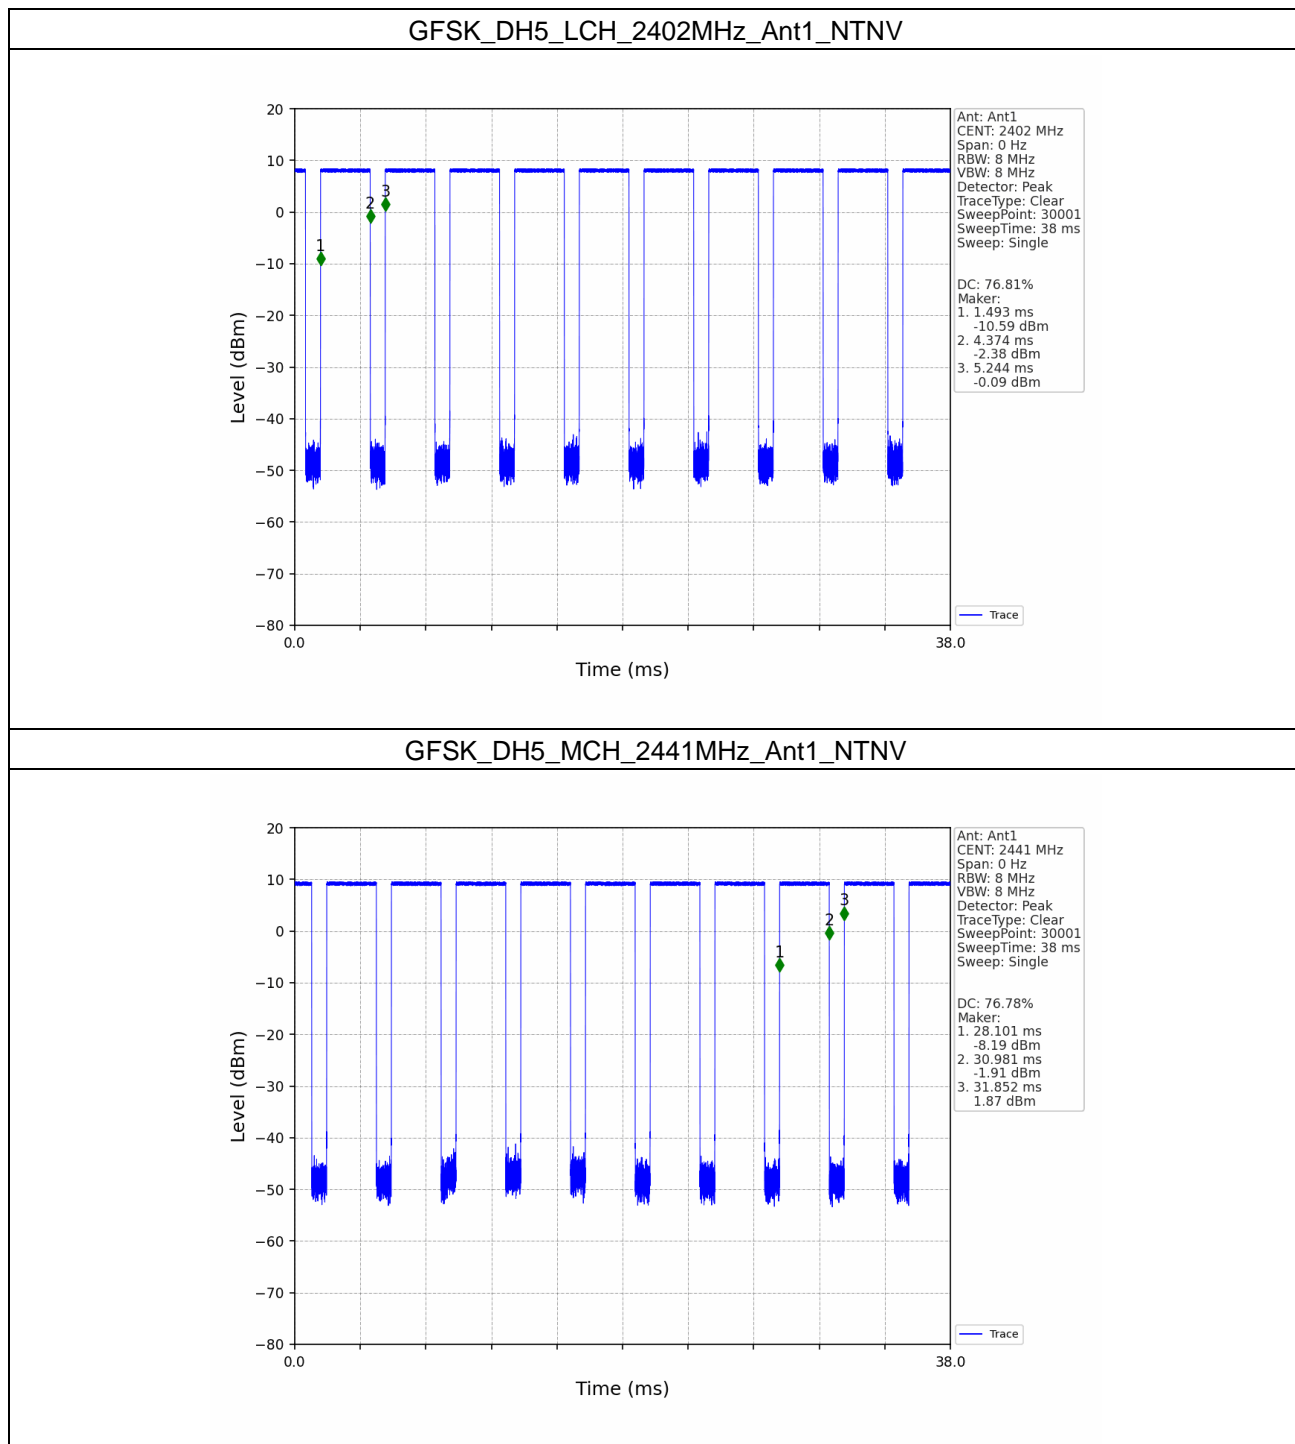 GFSK_DH5_LCH_2402MHz_Ant1_NTNV
20
10
0
−10
−20
−30
−40
−50
−60
−70
−80
Level (dBm)
1
2
3
0.0
38.0
Time (ms)
Ant: Ant1
CENT: 2402 MHz
Span: 0 Hz
RBW: 8 MHz
VBW: 8 MHz
Detector: Peak
TraceType: Clear
SweepPoint: 30001
SweepTime: 38 ms
Sweep: Single
DC: 76.81%
Maker:
1. 1.493 ms
-10.59 dBm
2. 4.374 ms
-2.38 dBm
3. 5.244 ms
-0.09 dBm
Trace
GFSK_DH5_MCH_2441MHz_Ant1_NTNV
20
10
0
−10
−20
−30
−40
−50
−60
−70
−80
Level (dBm)
1
2
3
0.0
38.0
Time (ms)
Ant: Ant1
CENT: 2441 MHz
Span: 0 Hz
RBW: 8 MHz
VBW: 8 MHz
Detector: Peak
TraceType: Clear
SweepPoint: 30001
SweepTime: 38 ms
Sweep: Single
DC: 76.78%
Maker:
1. 28.101 ms
-8.19 dBm
2. 30.981 ms
-1.91 dBm
3. 31.852 ms
1.87 dBm
Trace